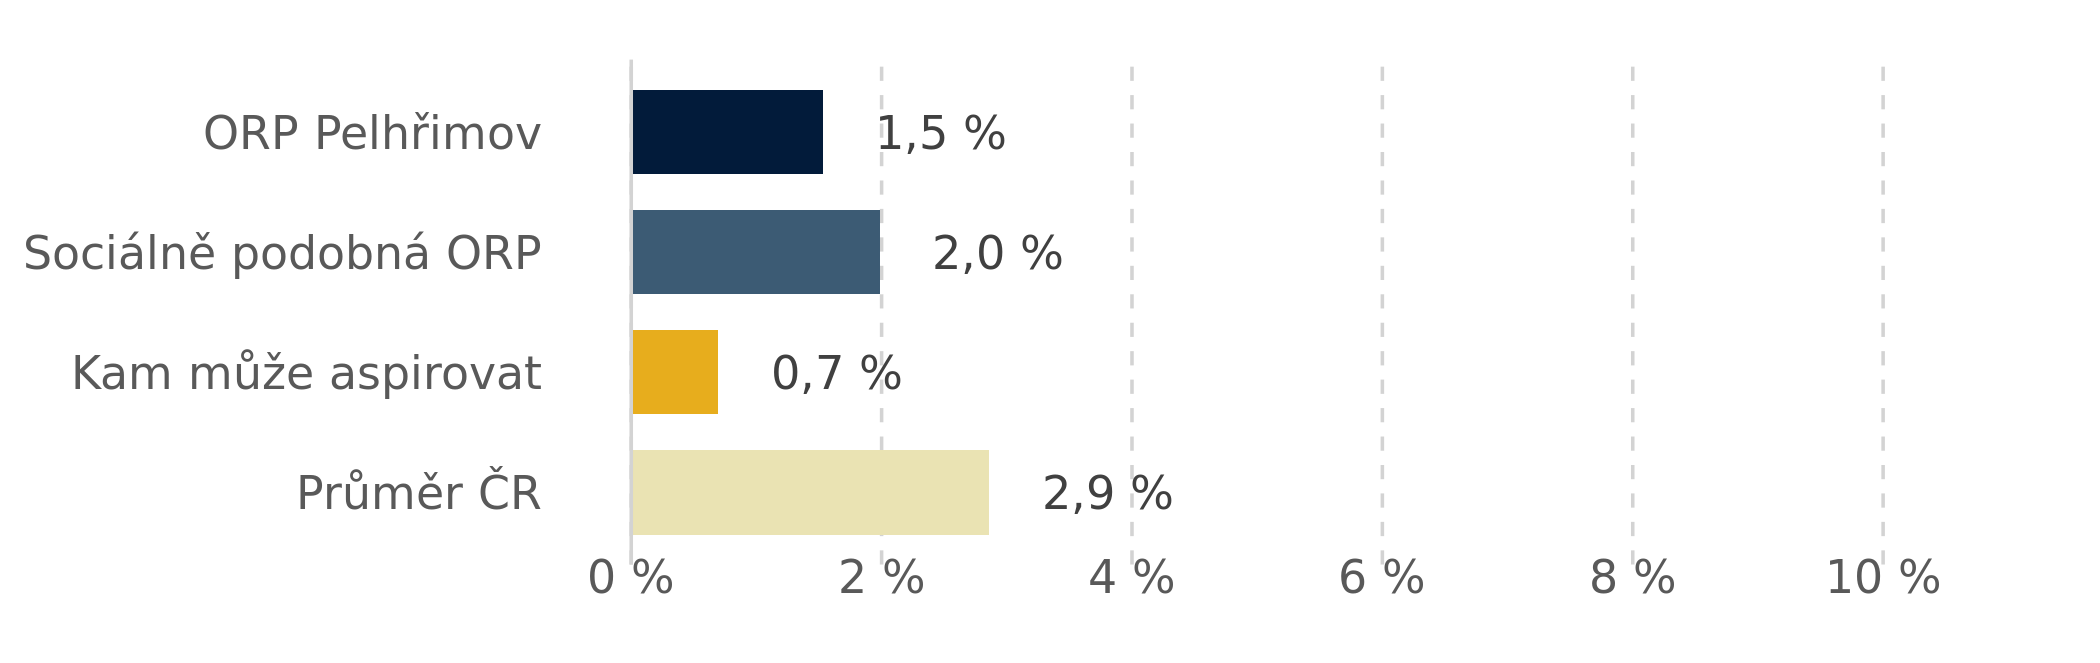 ORP Pelhřimov 1,5 %
Sociálně podobná ORP 2,0 %
Kam může aspirovat 0,7 %
Průměr ČR 2,9 %
0 % 2 % 4 % 6 % 8 % 10 %